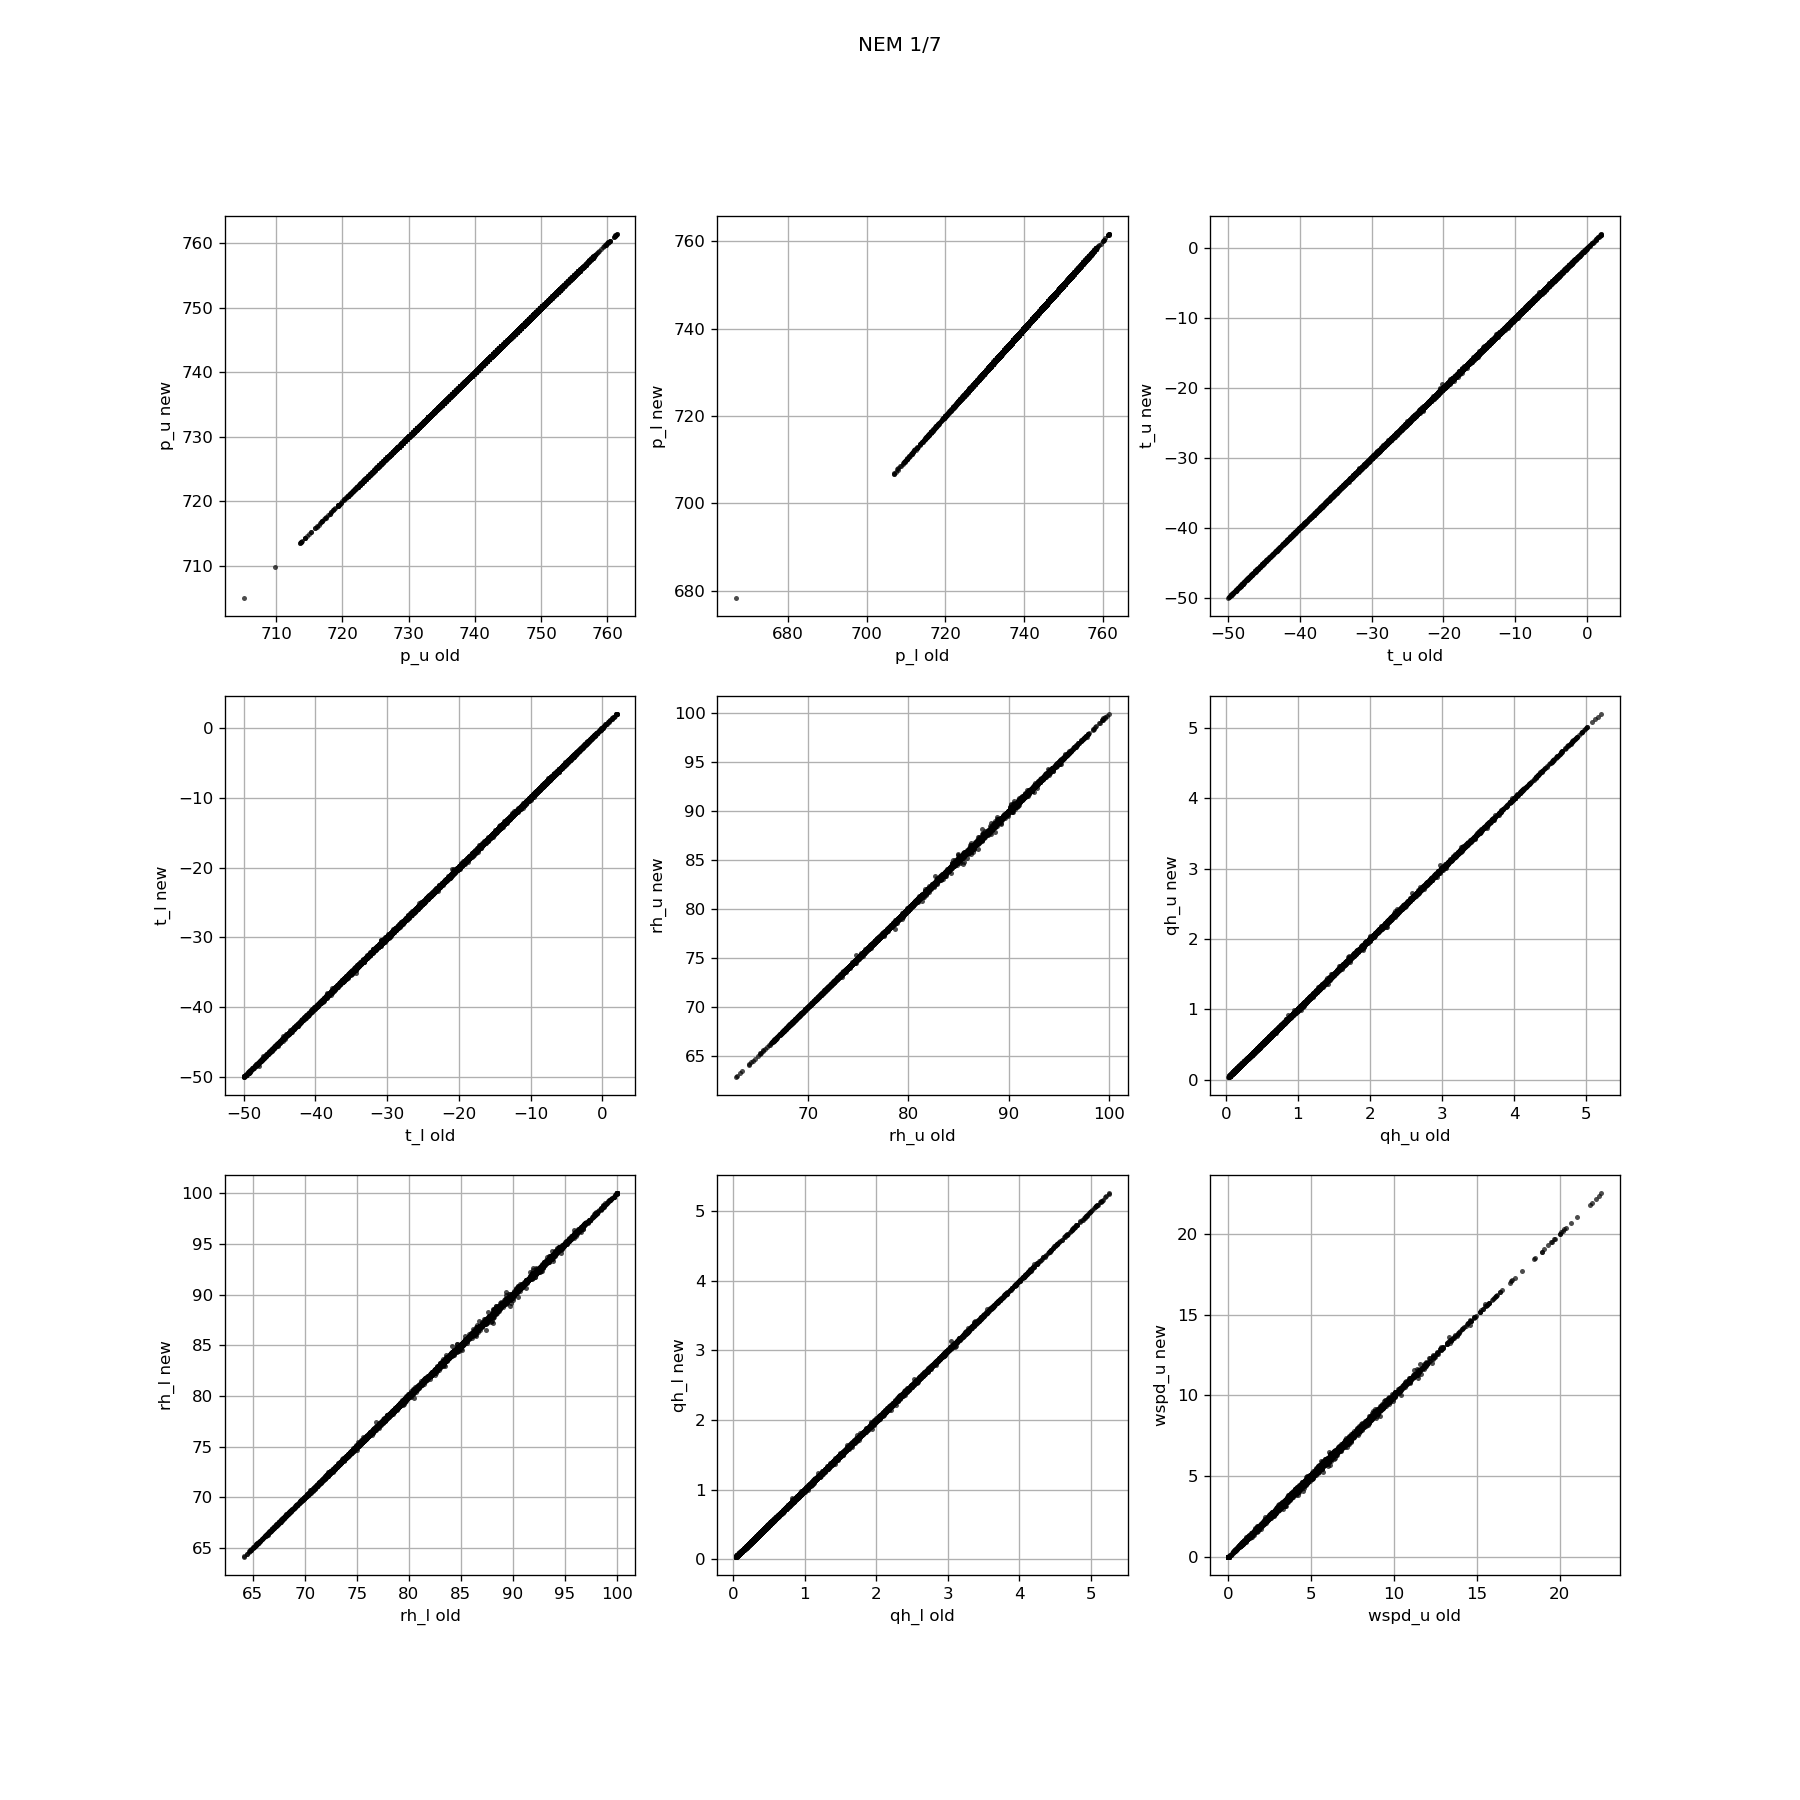 NEM 1/7
760
750
740
730
720
710
p_u new
710 720 730 740 750 760
p_u old
760
740
720
700
680
p_l new
680 700 720 740 760
p_l old
0
−10
−20
−30
−40
−50
t_u new
−50 −40 −30 −20 −10 0
t_u old
0
−10
−20
−30
−40
−50
t_l new
−50 −40 −30 −20 −10 0
t_l old
100
95
90
85
80
75
70
65
rh_u new
70 80 90 100
rh_u old
5
4
3
2
1
0
qh_u new
0 1 2 3 4 5
qh_u old
100
95
90
85
80
75
70
65
rh_l new
65 70 75 80 85 90 95 100
rh_l old
5
4
3
2
1
0
qh_l new
0 1 2 3 4 5
qh_l old
20
15
10
5
0
wspd_u new
0 5 10 15 20
wspd_u old